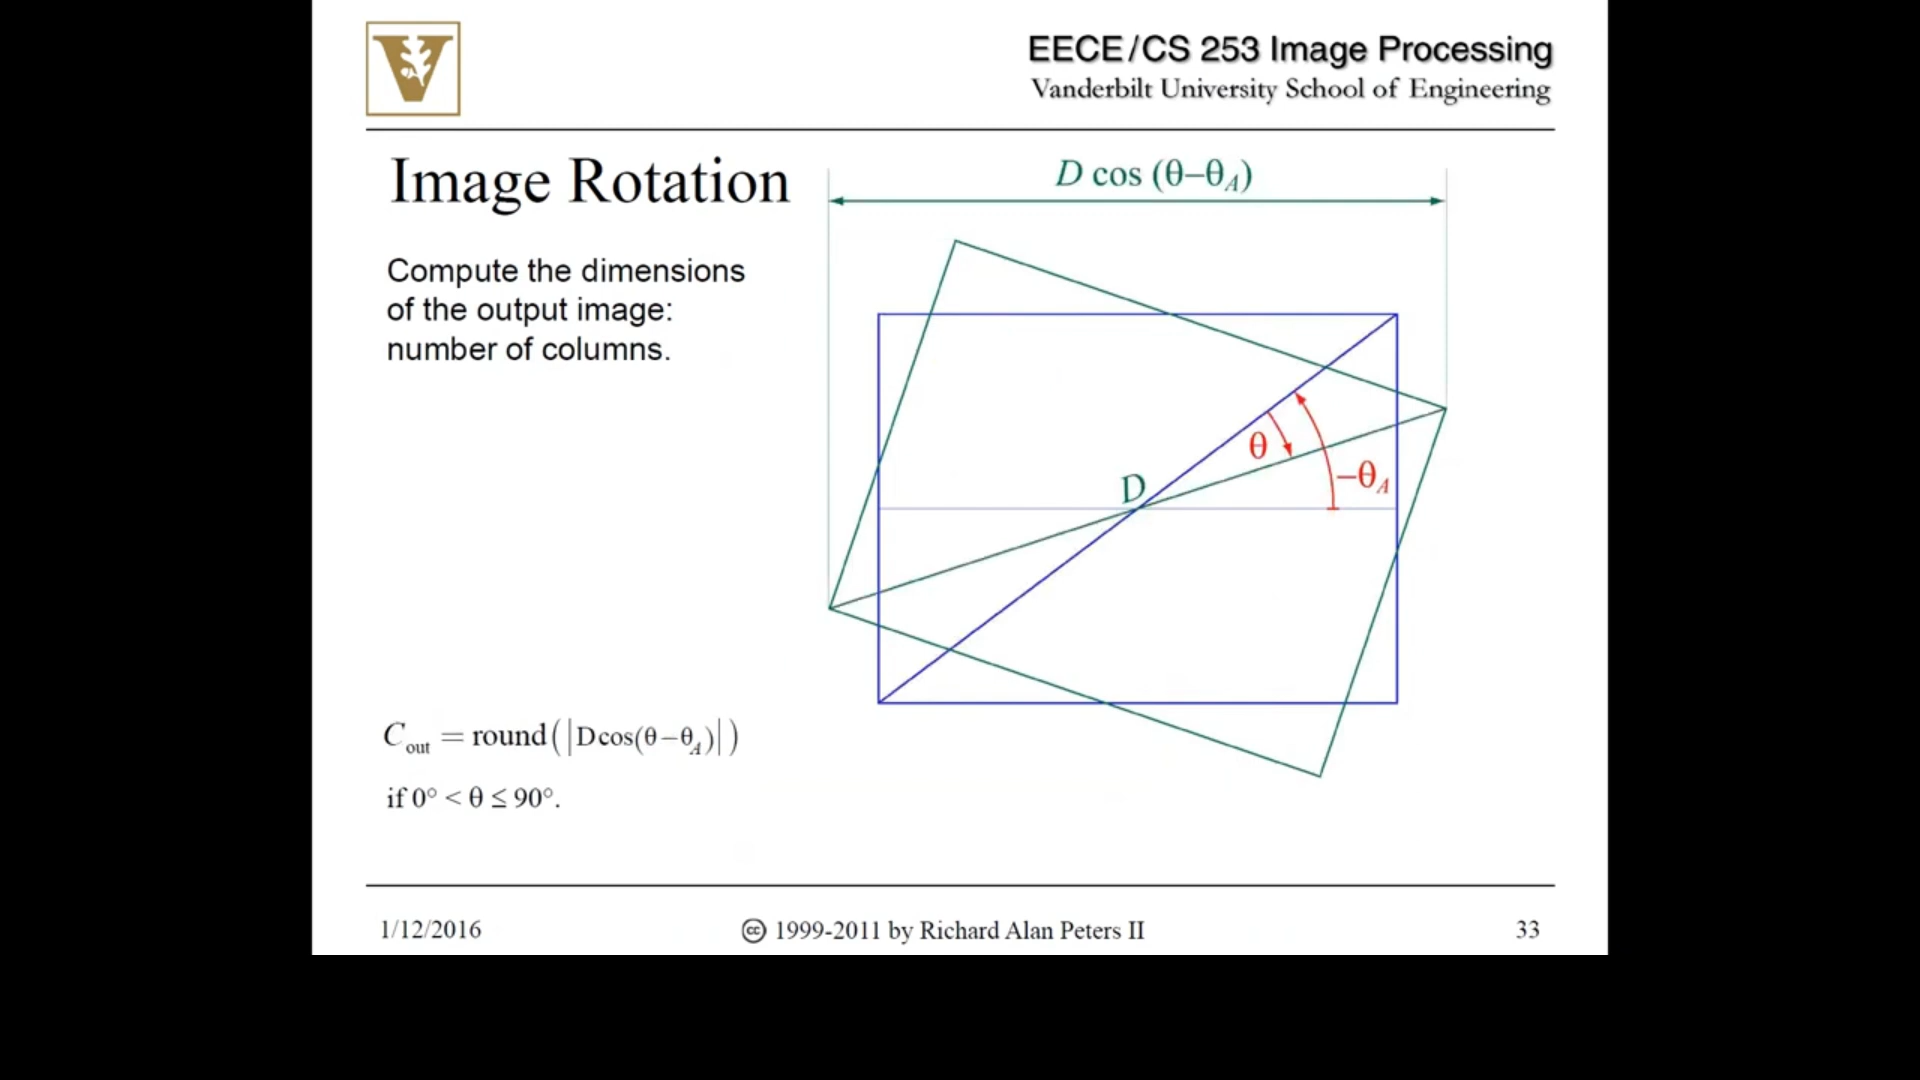 V
EECE/CS 253 Image Processing
Vanderbilt University School of Engineering
Image Rotation
D cos (θ–θ_A)
Compute the dimensions
of the output image:
number of columns.
θ
–θ_A
D
C_out = round(|Dcos(θ–θ_A)|)
if 0° < θ ≤ 90°.
1/12/2016
(cc) 1999-2011 by Richard Alan Peters II
33